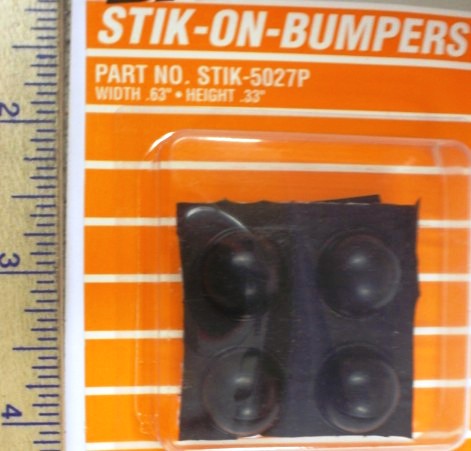 STIK-ON-BUMPERS
PART NO. STIK-5027P
WIDTH .63" • HEIGHT .33"
2
3
4